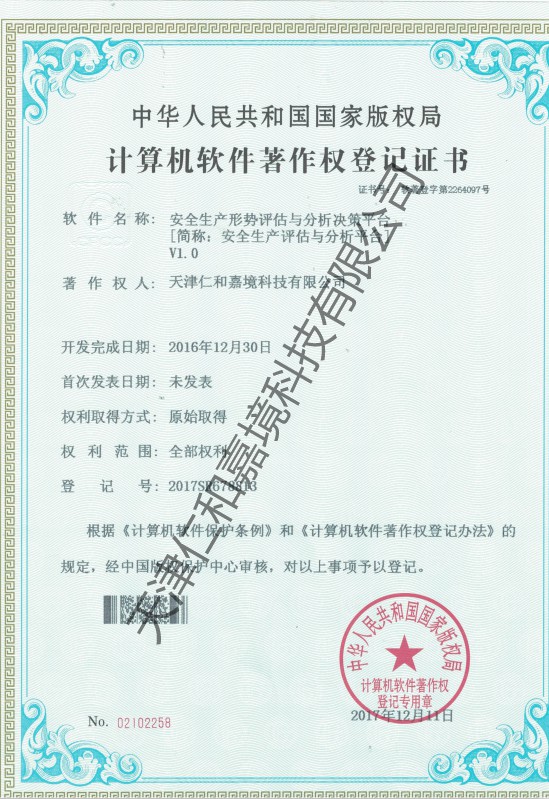 中华人民共和国国家版权局
计算机软件著作权登记证书
证书号： 软著登字第2264097号
软件名称： 安全生产形势评估与分析决策平台
[简称：安全生产评估与分析平台]
V1.0
著作权人： 天津仁和嘉境科技有限公司
开发完成日期： 2016年12月30日
首次发表日期： 未发表
权利取得方式： 原始取得
权利范围： 全部权利
登记号： 2017SR678813
根据《计算机软件保护条例》和《计算机软件著作权登记办法》的
规定，经中国版权保护中心审核，对以上事项予以登记。
天津仁和嘉境科技有限公司
中华人民共和国国家版权局
计算机软件著作权
登记专用章
2017年12月11日
No. 02102258